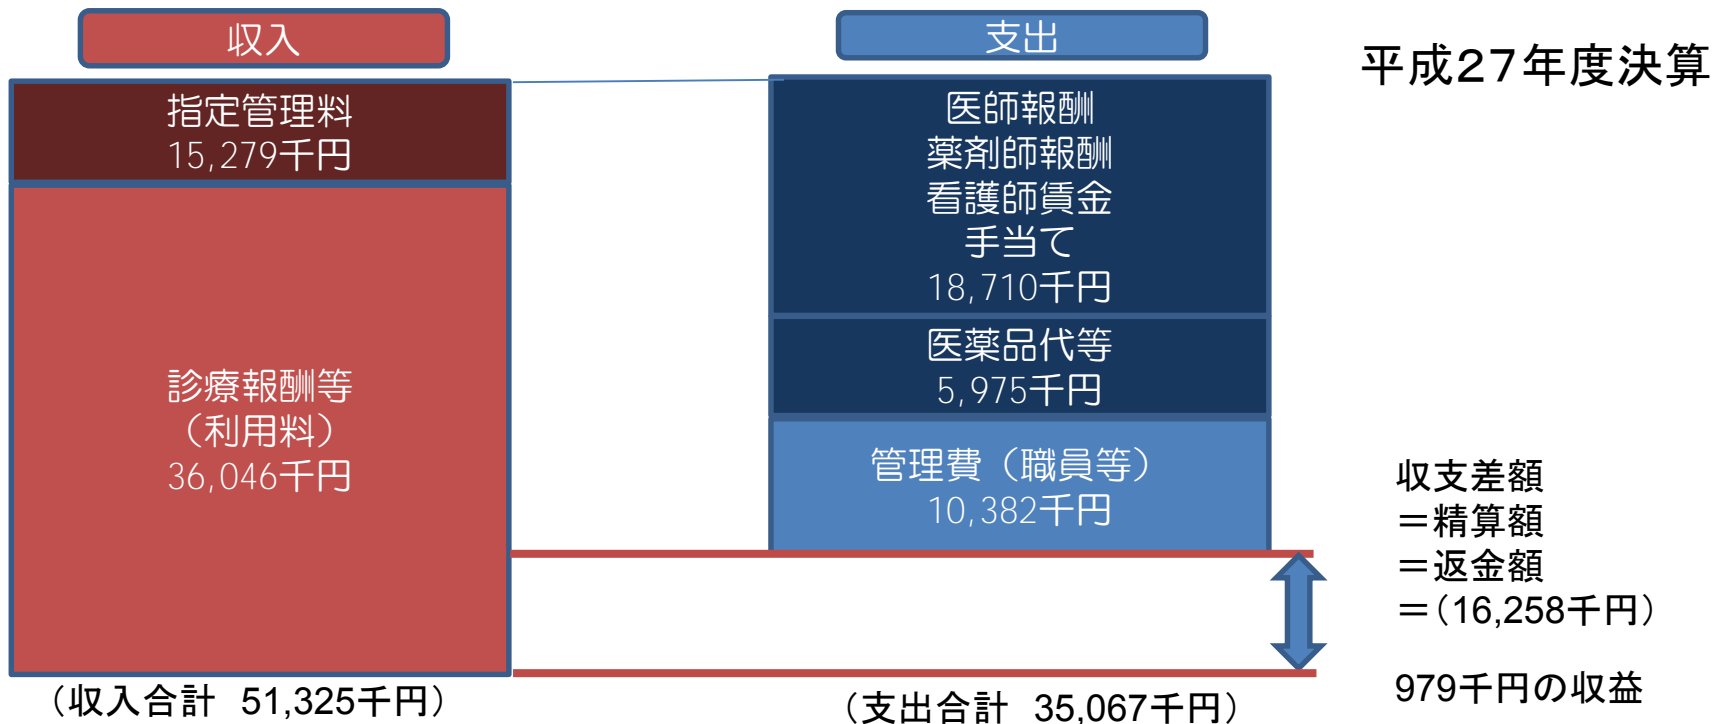 収入
支出
平成27年度決算
指定管理料
15,279千円
診療報酬等
（利用料）
36,046千円
医師報酬
薬剤師報酬
看護師賃金
手当て
18,710千円
医薬品代等
5,975千円
管理費（職員等）
10,382千円
収支差額
＝精算額
＝返金額
＝（16,258千円）
979千円の収益
（収入合計 51,325千円）
（支出合計 35,067千円）